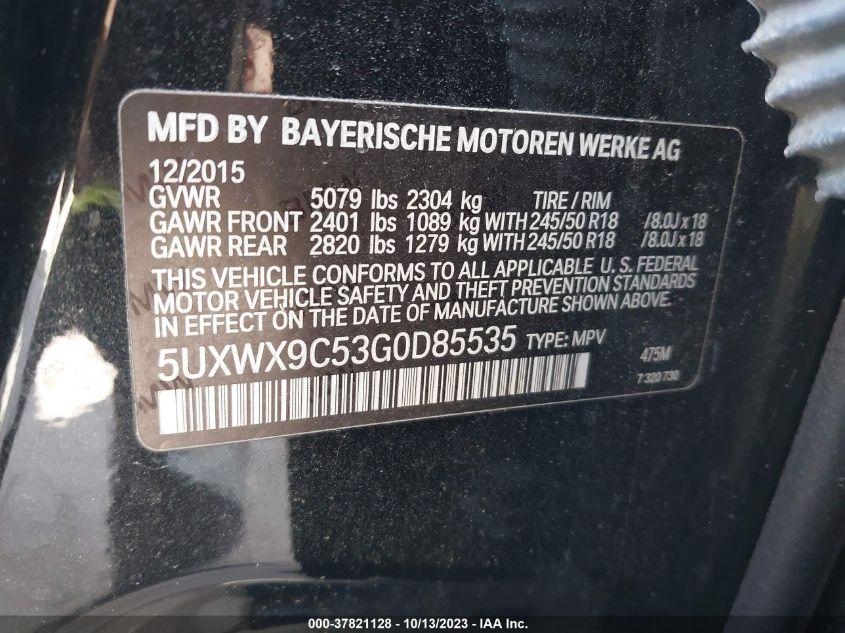 MFD BY BAYERISCHE MOTOREN WERKE AG
12/2015
GVWR 5079 lbs 2304 kg TIRE / RIM
GAWR FRONT 2401 lbs 1089 kg WITH 245/50 R18 /8.0J x 18
GAWR REAR 2820 lbs 1279 kg WITH 245/50 R18 /8.0J x 18
THIS VEHICLE CONFORMS TO ALL APPLICABLE U. S. FEDERAL
MOTOR VEHICLE SAFETY AND THEFT PREVENTION STANDARDS
IN EFFECT ON THE DATE OF MANUFACTURE SHOWN ABOVE.
5UXWX9C53G0D85535 TYPE: MPV 475M
7 320 730
000-37821128 - 10/13/2023 - IAA Inc.